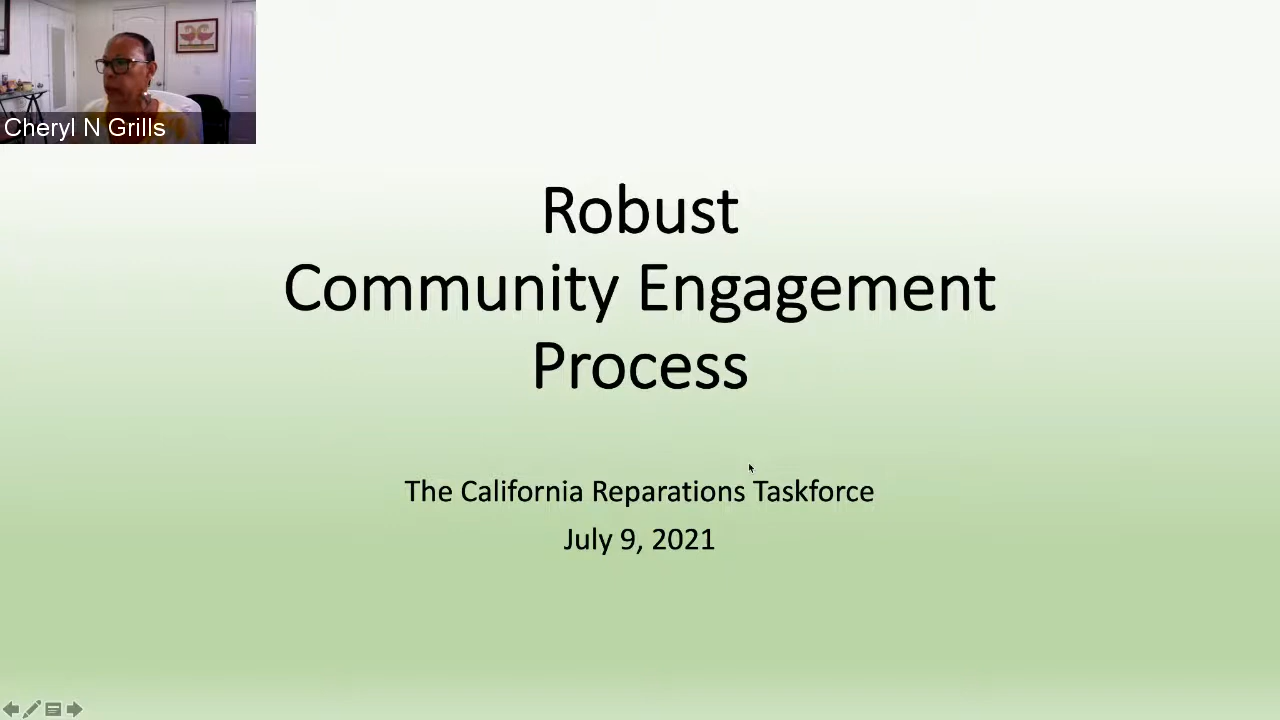 Cheryl N Grills
Robust
Community Engagement
Process
The California Reparations Taskforce
July 9, 2021